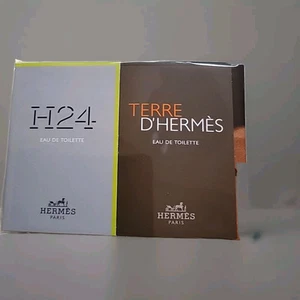 H24
EAU DE TOILETTE
HERMÈS
PARIS
TERRE
D'HERMÈS
EAU DE TOILETTE
HERMÈS
PARIS